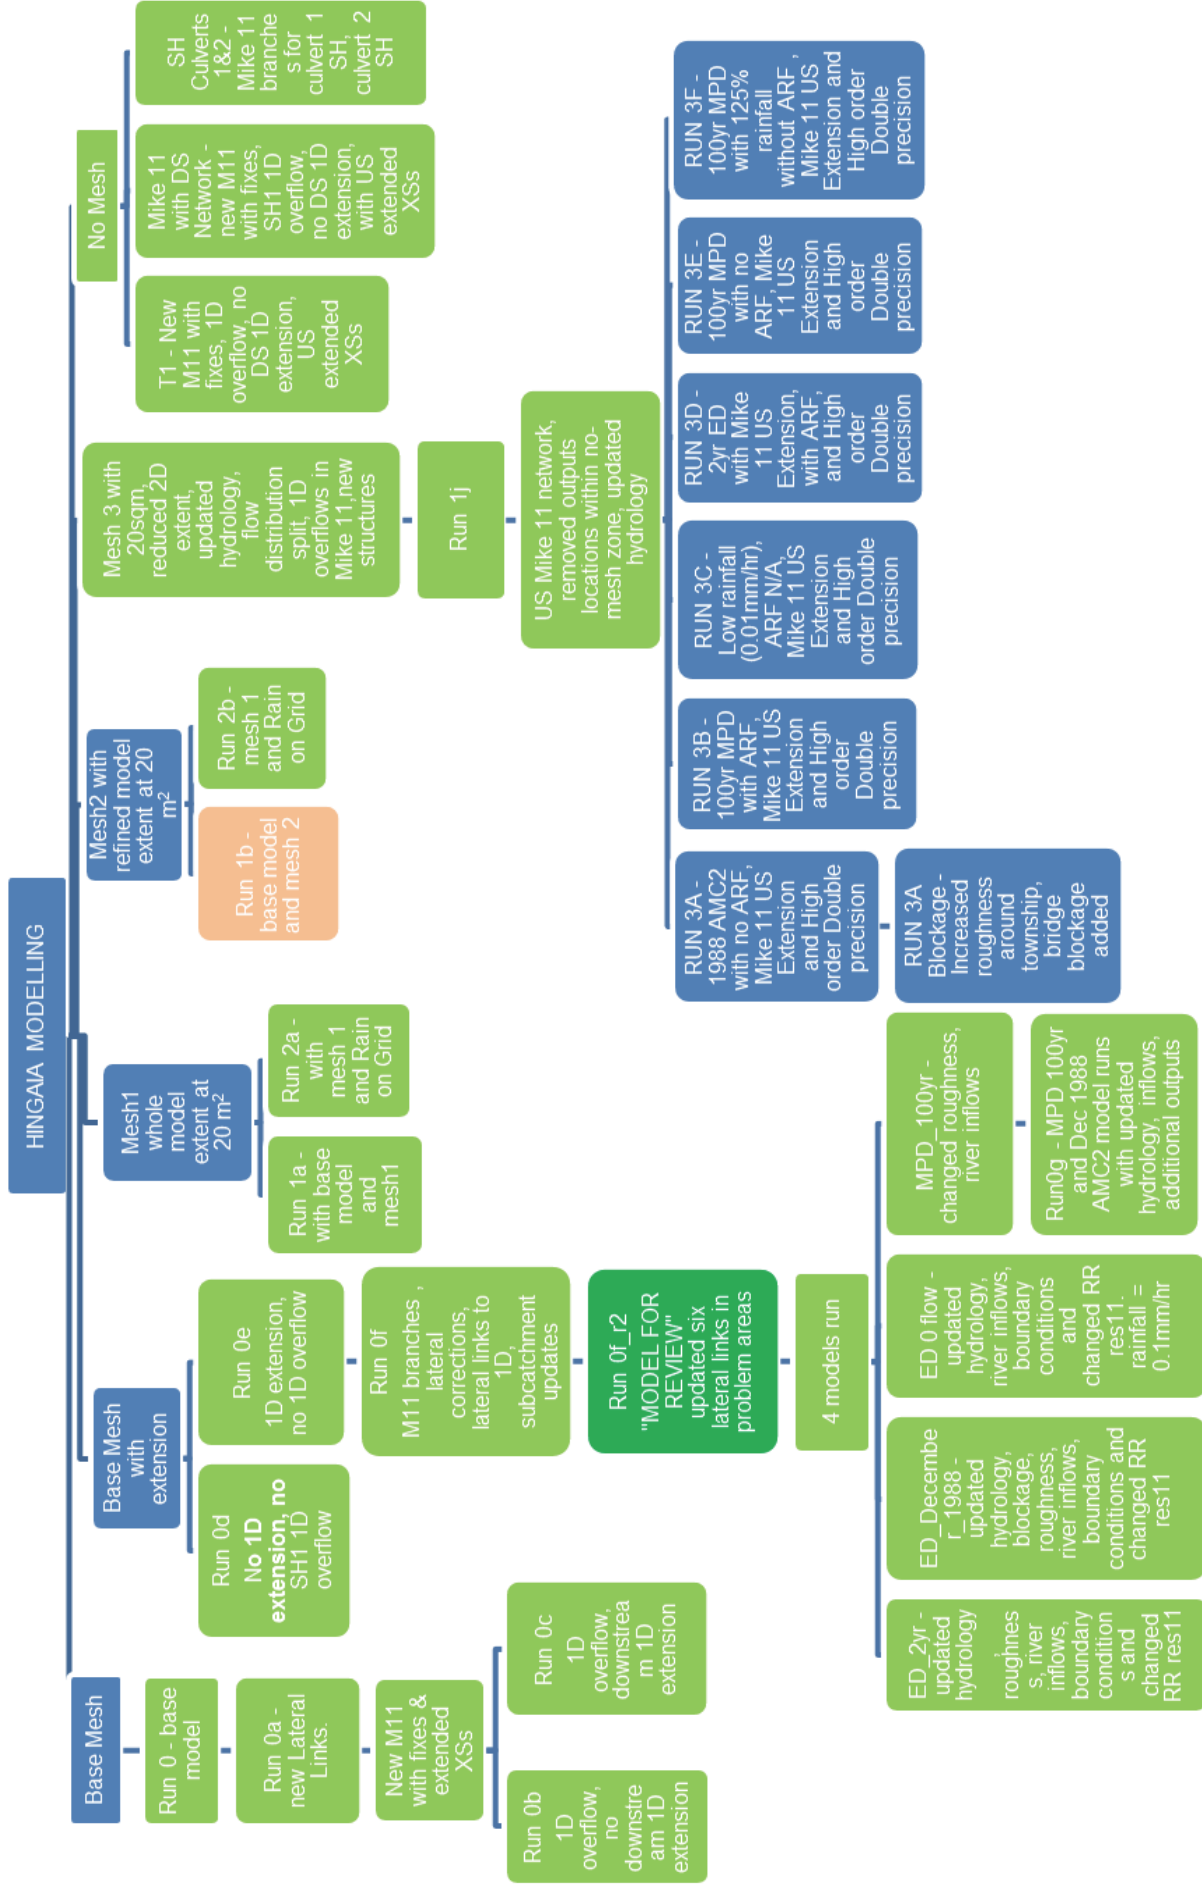 HINGAIA MODELLING
Base Mesh
Run 0 - base
model
Run 0a -
new Lateral
Links.
New M11
with fixes &
extended
XSs
Run 0b
1D
overflow,
no
downstre
am 1D
extension
Run 0c
1D
overflow,
downstrea
m 1D
extension
Base Mesh
with
extension
Run 0d
No 1D
extension, no
SH1 1D
overflow
Run 0e
1D extension,
no 1D overflow
Run 0f
M11 branches ,
lateral
corrections,
lateral links to
1D,
subcatchment
updates
Run 0f_r2
"MODEL FOR
REVIEW"
updated six
lateral links in
problem areas
4 models run
ED_2yr -
updated
hydrology
,
roughnes
s, river
inflows,
boundary
condition
s and
changed
RR res11
ED_Decembe
r_1988 -
updated
hydrology,
blockage,
roughness,
river inflows,
boundary
conditions and
changed RR
res11
ED 0 flow -
updated
hydrology,
river inflows,
boundary
conditions
and
changed RR
res11.
rainfall =
0.1mm/hr
MPD_100yr -
changed roughness,
river inflows
Run0g - MPD 100yr
and Dec 1988
AMC2 model runs
with updated
hydrology, inflows,
additional outputs
Mesh1
whole
model
extent at
20 m²
Run 1a -
with base
model
and
mesh1
Run 2a -
with
mesh 1
and Rain
on Grid
Mesh2 with
refined model
extent at 20
m²
Run 1b -
base model
and mesh 2
Run 2b -
mesh 1
and Rain
on Grid
Mesh 3 with
20sqm,
reduced 2D
extent,
updated
hydrology,
flow
distribution
split, 1D
overflows in
Mike 11,new
structures
Run 1j
US Mike 11 network,
removed outputs
locations within no-
mesh zone, updated
hydrology
RUN 3A -
1988 AMC2
with no ARF,
Mike 11 US
Extension
and High
order Double
precision
RUN 3A
Blockage -
Increased
roughness
around
township,
bridge
blockage
added
RUN 3B -
100yr MPD
with ARF,
Mike 11 US
Extension
and High
order
Double
precision
RUN 3C-
Low rainfall
(0.01mm/hr),
ARF N/A,
Mike 11 US
Extension
and High
order Double
precision
RUN 3D -
2yr ED
with Mike
11 US
Extension,
with ARF,
and High
order
Double
precision
RUN 3E -
100yr MPD
with no
ARF, Mike
11 US
Extension
and High
order
Double
precision
RUN 3F-
100yr MPD
with 125%
rainfall
without ARF ,
Mike 11 US
Extension and
High order
Double
precision
No Mesh
T1 - New
M11 with
fixes, 1D
overflow, no
DS 1D
extension,
US
extended
XSs
Mike 11
with DS
Network -
new M11
with fixes,
SH1 1D
overflow,
no DS 1D
extension,
with US
extended
XSs
SH
Culverts
1&2 -
Mike 11
branche
s for
culvert 1
SH,
culvert 2
SH